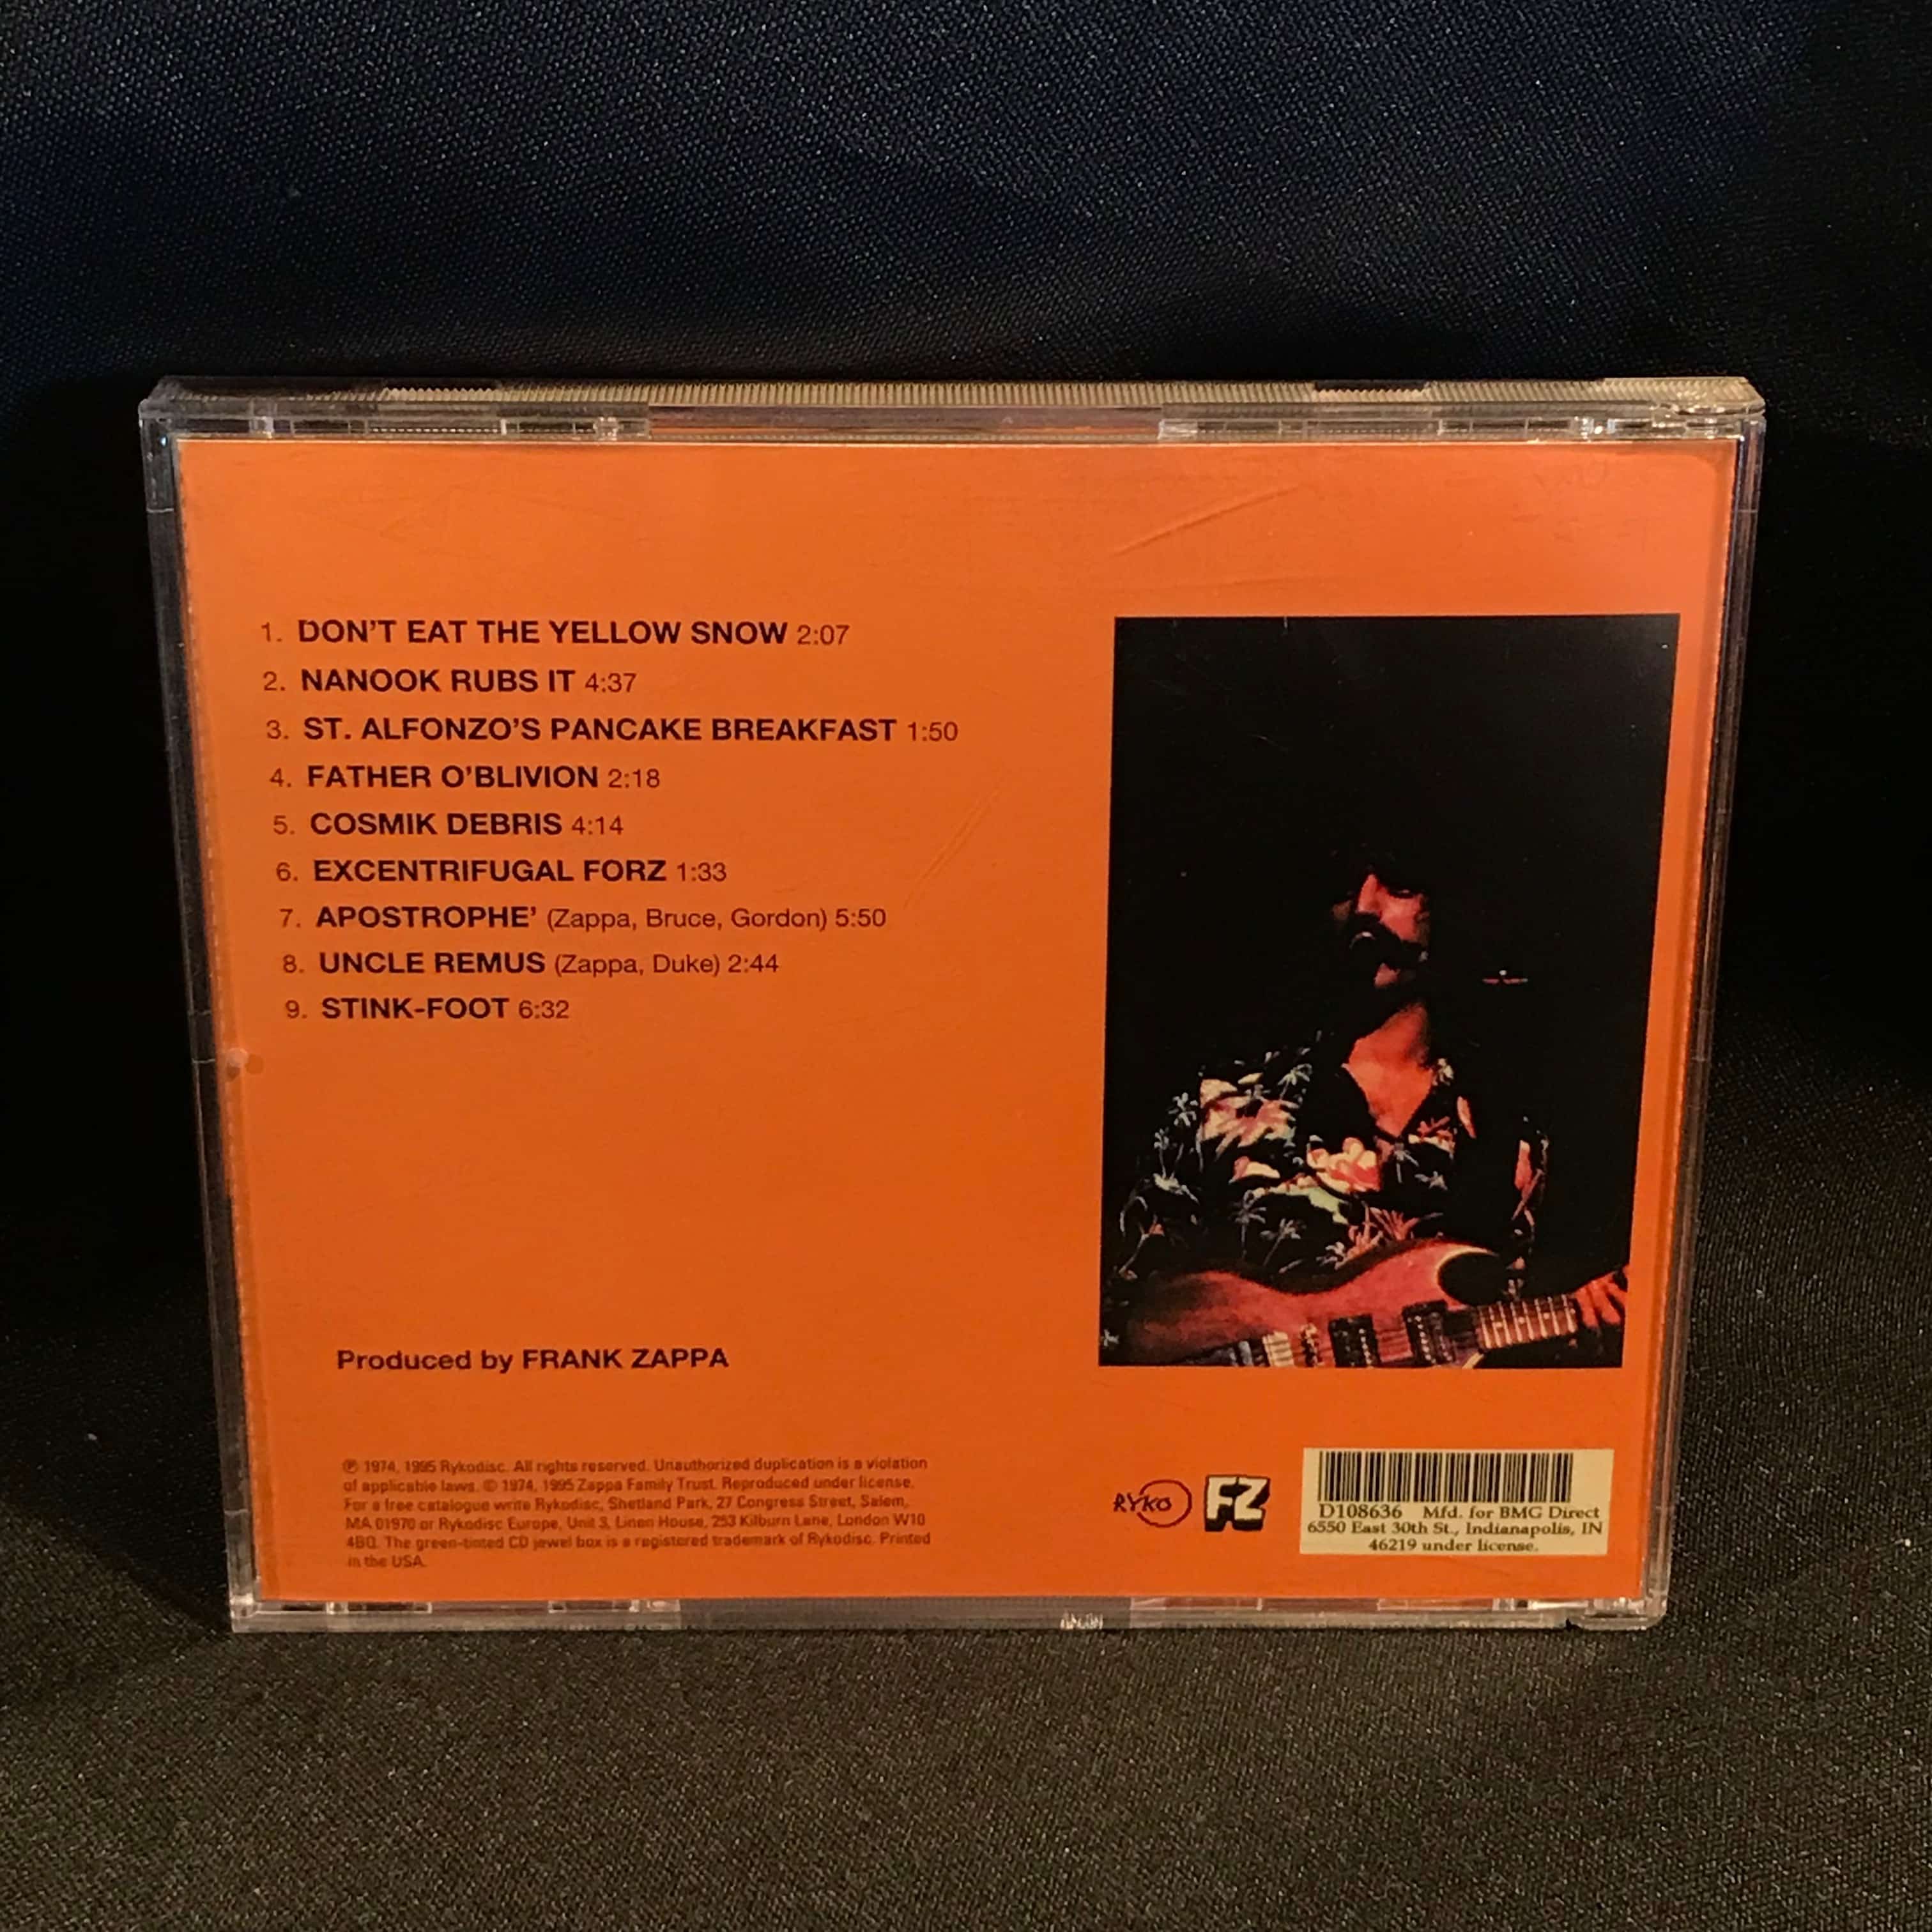 1. DON'T EAT THE YELLOW SNOW 2:07
2. NANOOK RUBS IT 4:37
3. ST. ALFONZO'S PANCAKE BREAKFAST 1:50
4. FATHER O'BLIVION 2:18
5. COSMIK DEBRIS 4:14
6. EXCENTRIFUGAL FORZ 1:33
7. APOSTROPHE' (Zappa, Bruce, Gordon) 5:50
8. UNCLE REMUS (Zappa, Duke) 2:44
9. STINK-FOOT 6:32
Produced by FRANK ZAPPA
℗ 1974, 1995 Rykodisc. All rights reserved. Unauthorized duplication is a violation
of applicable laws. © 1974, 1995 Zappa Family Trust. Reproduced under license.
For a free catalogue write Rykodisc, Shetland Park, 27 Congress Street, Salem,
MA 01970 or Rykodisc Europe, Unit 3, Linen House, 253 Kilburn Lane, London W10
4BQ. The green-tinted CD jewel box is a registered trademark of Rykodisc. Printed
in the USA.
RYKO
FZ
D108636 Mfd. for BMG Direct
6550 East 30th St., Indianapolis, IN
46219 under license.